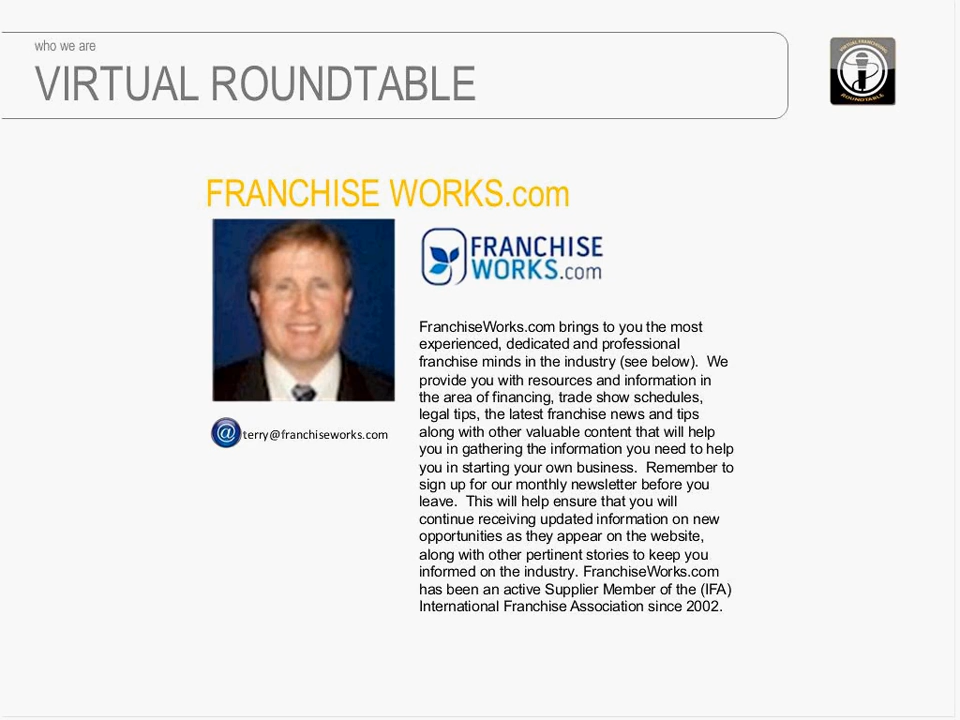 who we are
VIRTUAL ROUNDTABLE
VIRTUAL FRANCHISING
ROUNDTABLE
FRANCHISE WORKS.com
FRANCHISE
WORKS.com
@
terry@franchiseworks.com
FranchiseWorks.com brings to you the most
experienced, dedicated and professional
franchise minds in the industry (see below).  We
provide you with resources and information in
the area of financing, trade show schedules,
legal tips, the latest franchise news and tips
along with other valuable content that will help
you in gathering the information you need to help
you in starting your own business.  Remember to
sign up for our monthly newsletter before you
leave.  This will help ensure that you will
continue receiving updated information on new
opportunities as they appear on the website,
along with other pertinent stories to keep you
informed on the industry. FranchiseWorks.com
has been an active Supplier Member of the (IFA)
International Franchise Association since 2002.